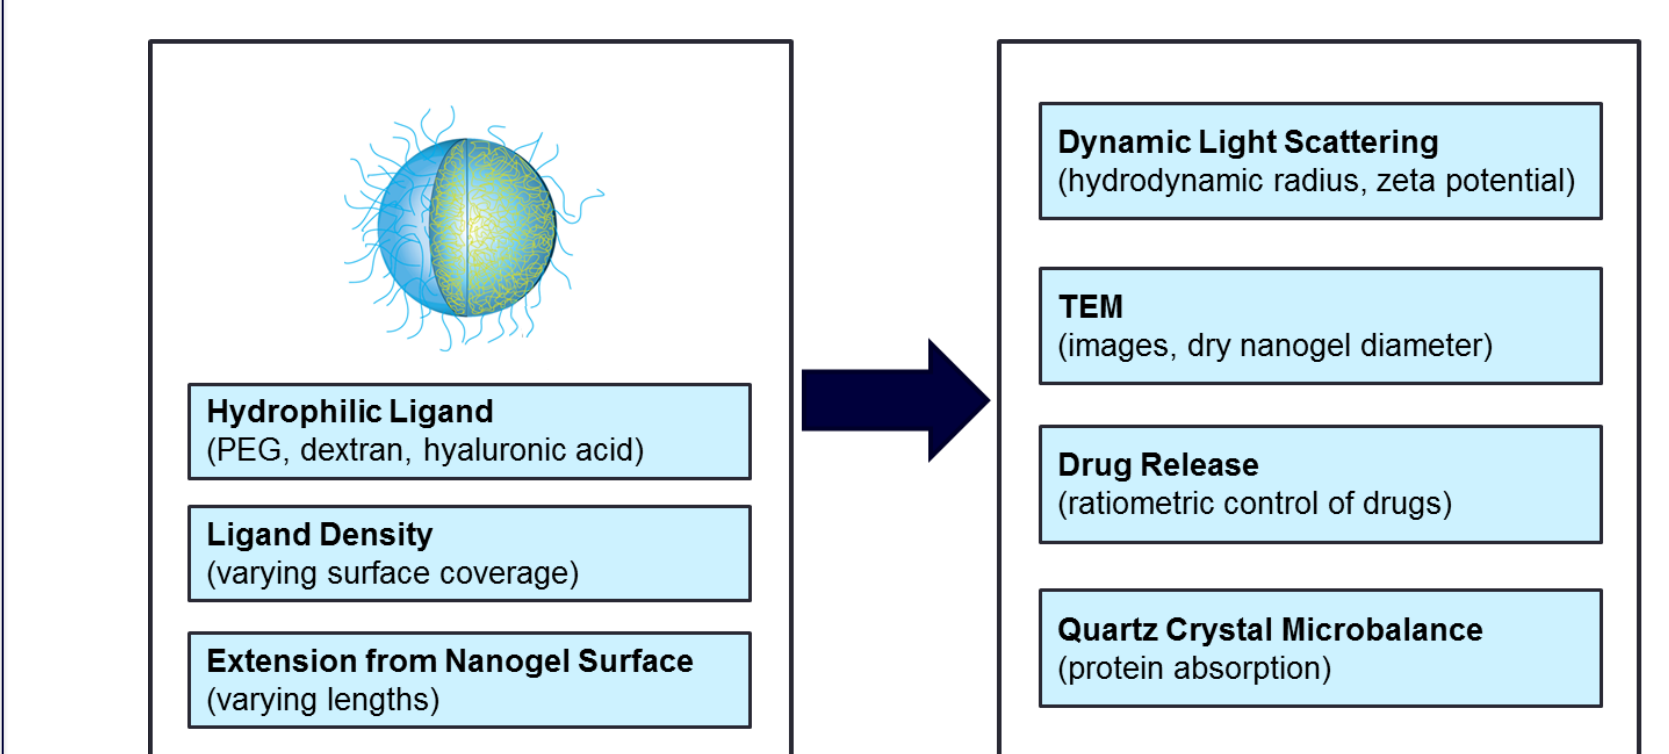 Hydrophilic Ligand
(PEG, dextran, hyaluronic acid)
Ligand Density
(varying surface coverage)
Extension from Nanogel Surface
(varying lengths)
Dynamic Light Scattering
(hydrodynamic radius, zeta potential)
TEM
(images, dry nanogel diameter)
Drug Release
(ratiometric control of drugs)
Quartz Crystal Microbalance
(protein absorption)